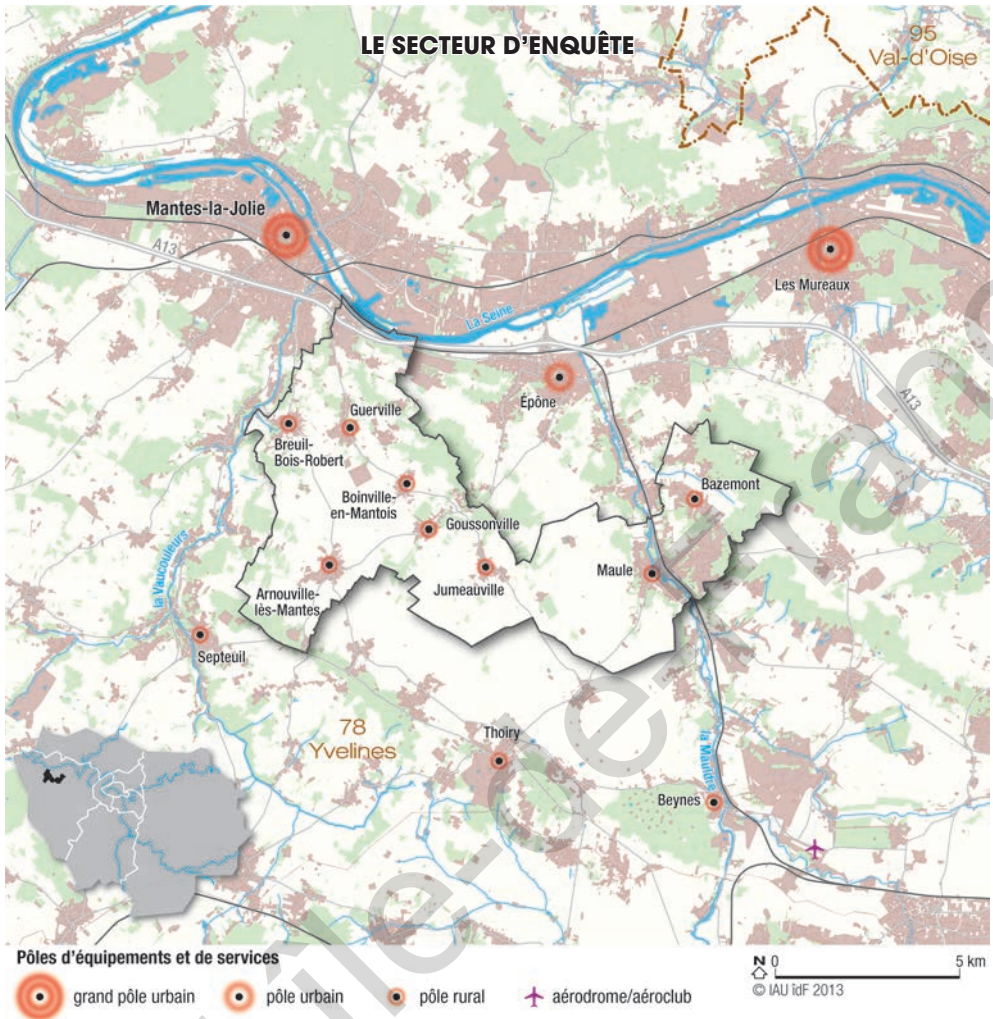 LE SECTEUR D'ENQUÊTE
95
Val-d'Oise
Mantes-la-Jolie
A13
Les Mureaux
La Seine
Épône
A13
Guerville
Breuil-
Bois-Robert
Bazemont
Boinville-
en-Mantois
Goussonville
la Vaucouleurs
Maule
Jumeauville
Arnouville-
lès-Mantes
Septeuil
78
Yvelines
Thoiry
la Mauldre
Beynes
Pôles d'équipements et de services
grand pôle urbain
pôle urbain
pôle rural
aérodrome/aéroclub
N 0 5 km
© IAU îdF 2013
île-de-Fran